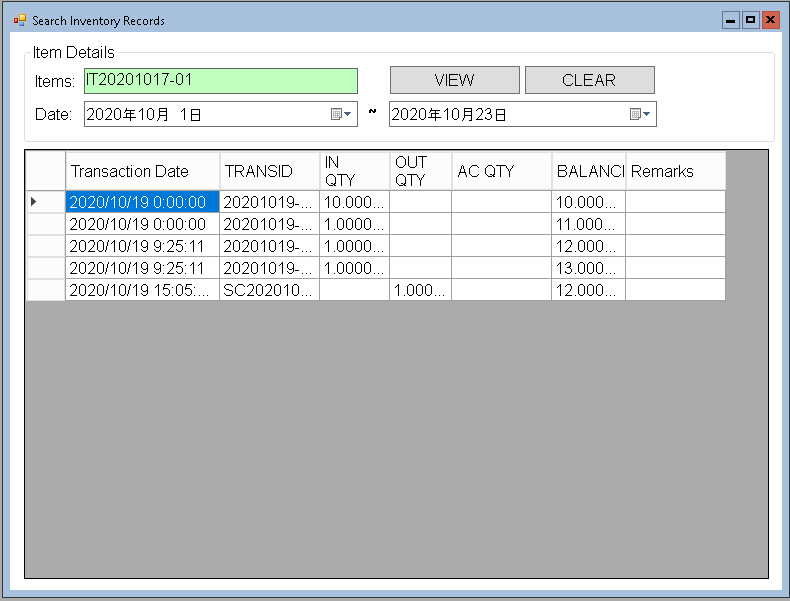 Search Inventory Records
Item Details
Items: IT20201017-01 VIEW CLEAR
Date: 2020年10月 1日 ~ 2020年10月23日
Transaction Date TRANSID IN QTY OUT QTY AC QTY BALANCI Remarks
2020/10/19 0:00:00 20201019-... 10.000... 10.000...
2020/10/19 0:00:00 20201019-... 1.0000... 11.000...
2020/10/19 9:25:11 20201019-... 1.0000... 12.000...
2020/10/19 9:25:11 20201019-... 1.0000... 13.000...
2020/10/19 15:05:... SC202010... 1.000... 12.000...